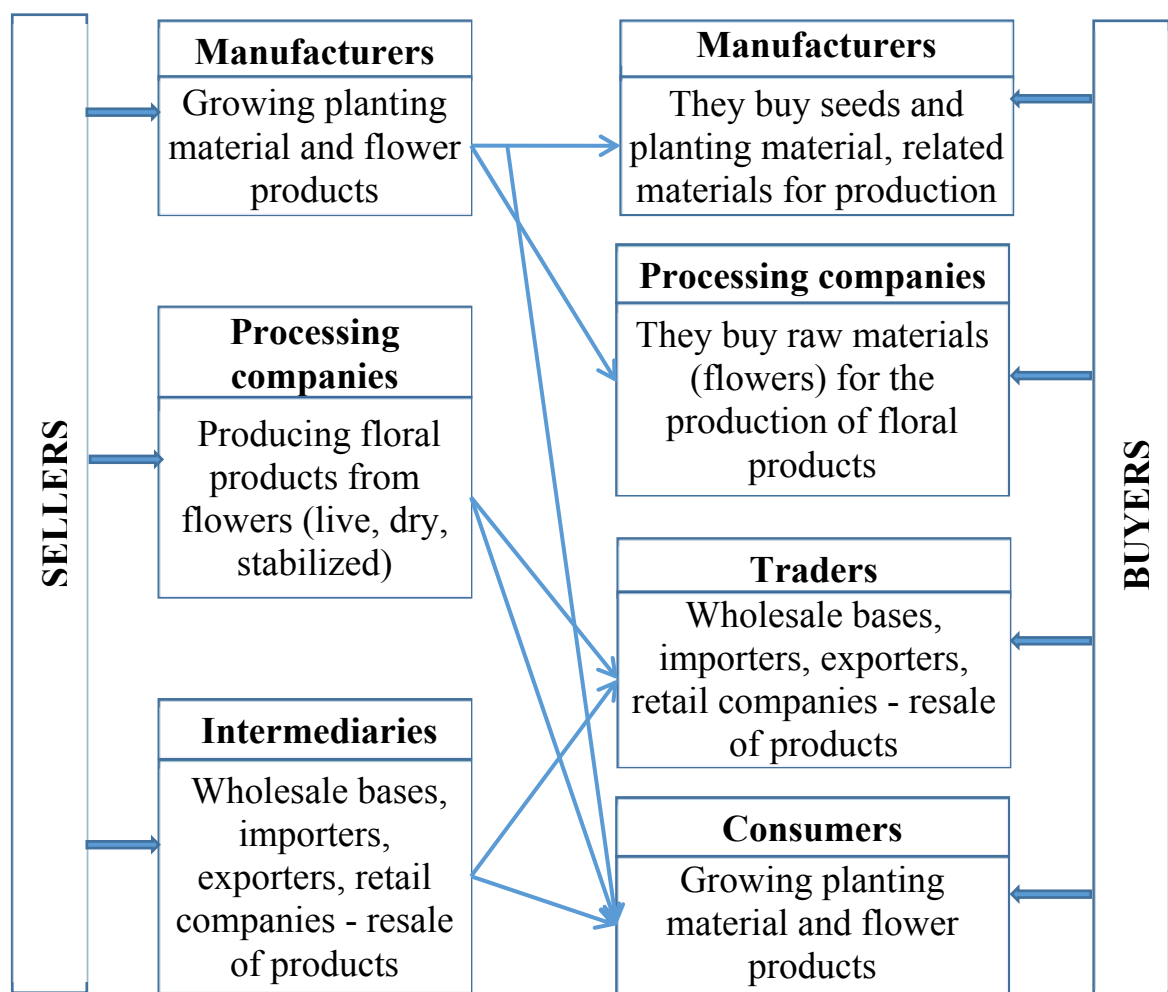 SELLERS
Manufacturers
Growing planting
material and flower
products
Processing
companies
Producing floral
products from
flowers (live, dry,
stabilized)
Intermediaries
Wholesale bases,
importers,
exporters, retail
companies - resale
of products
Manufacturers
They buy seeds and
planting material, related
materials for production
Processing companies
They buy raw materials
(flowers) for the
production of floral
products
Traders
Wholesale bases,
importers, exporters,
retail companies - resale
of products
Consumers
Growing planting
material and flower
products
BUYERS